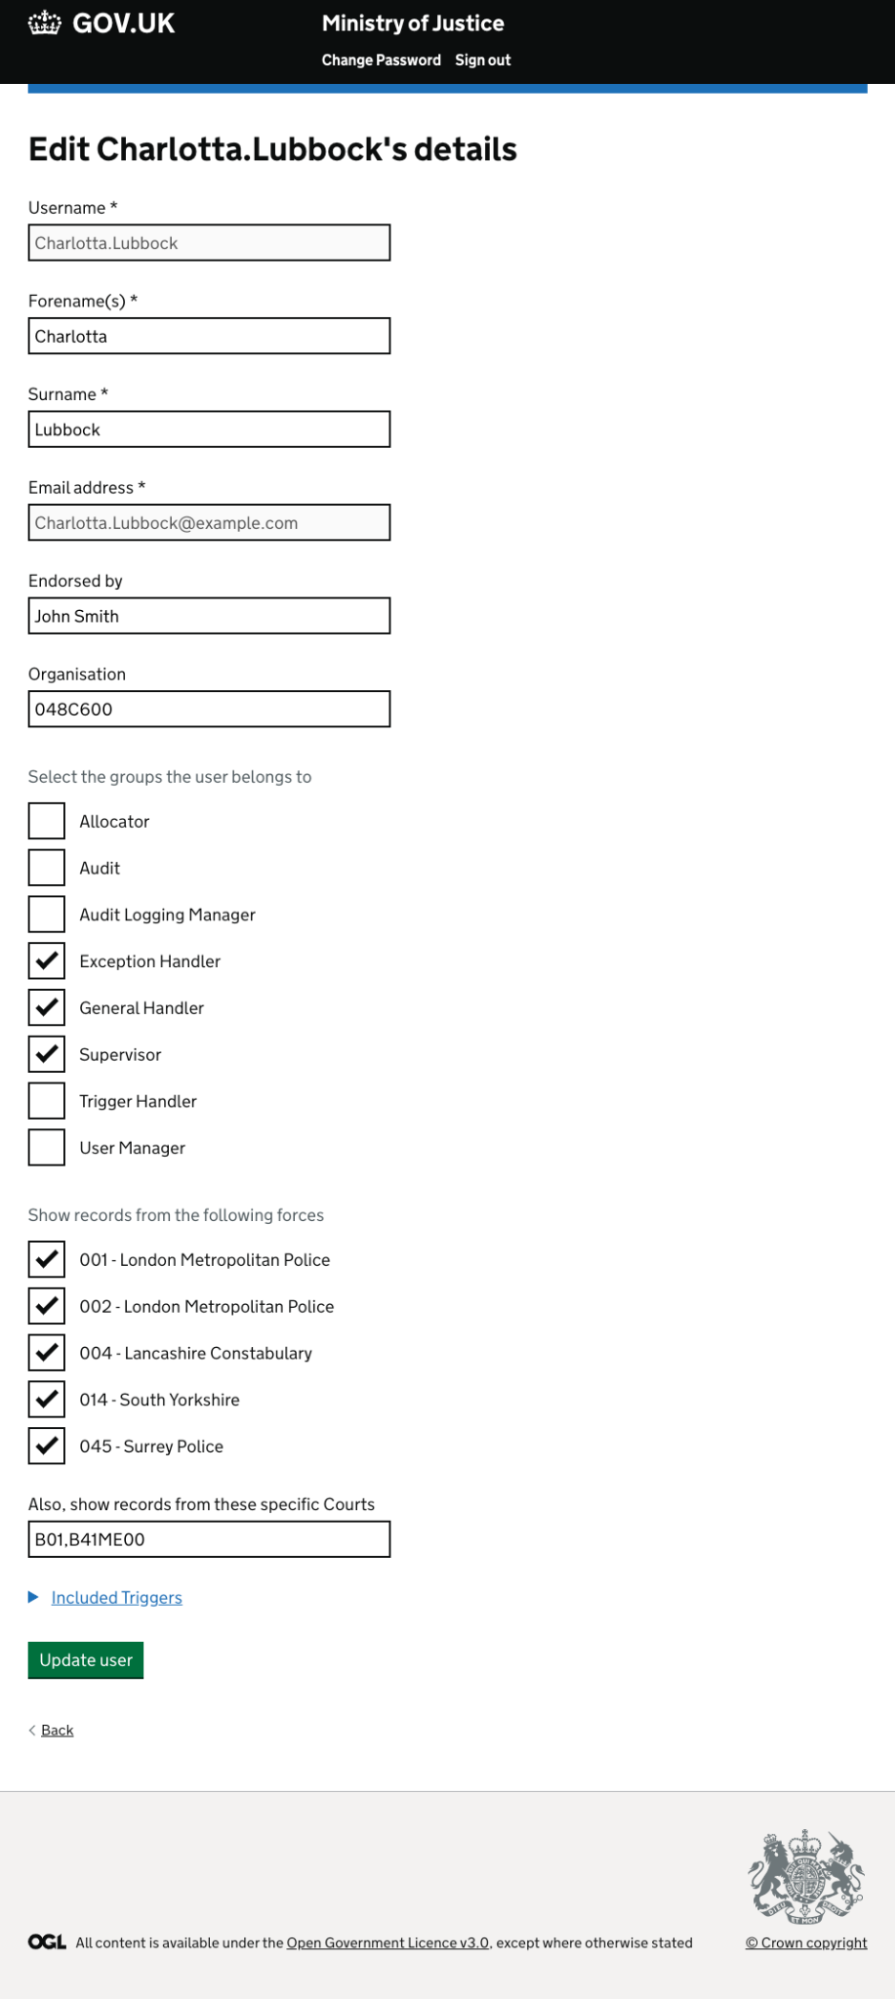 GOV.UK
Ministry of Justice
Change Password Sign out
Edit Charlotta.Lubbock's details
Username *
Charlotta.Lubbock
Forename(s) *
Charlotta
Surname *
Lubbock
Email address *
Charlotta.Lubbock@example.com
Endorsed by
John Smith
Organisation
048C600
Select the groups the user belongs to
Allocator
Audit
Audit Logging Manager
Exception Handler
General Handler
Supervisor
Trigger Handler
User Manager
Show records from the following forces
001 - London Metropolitan Police
002 - London Metropolitan Police
004 - Lancashire Constabulary
014 - South Yorkshire
045 - Surrey Police
Also, show records from these specific Courts
B01,B41ME00
Included Triggers
Update user
Back
OGL All content is available under the Open Government Licence v3.0, except where otherwise stated
© Crown copyright